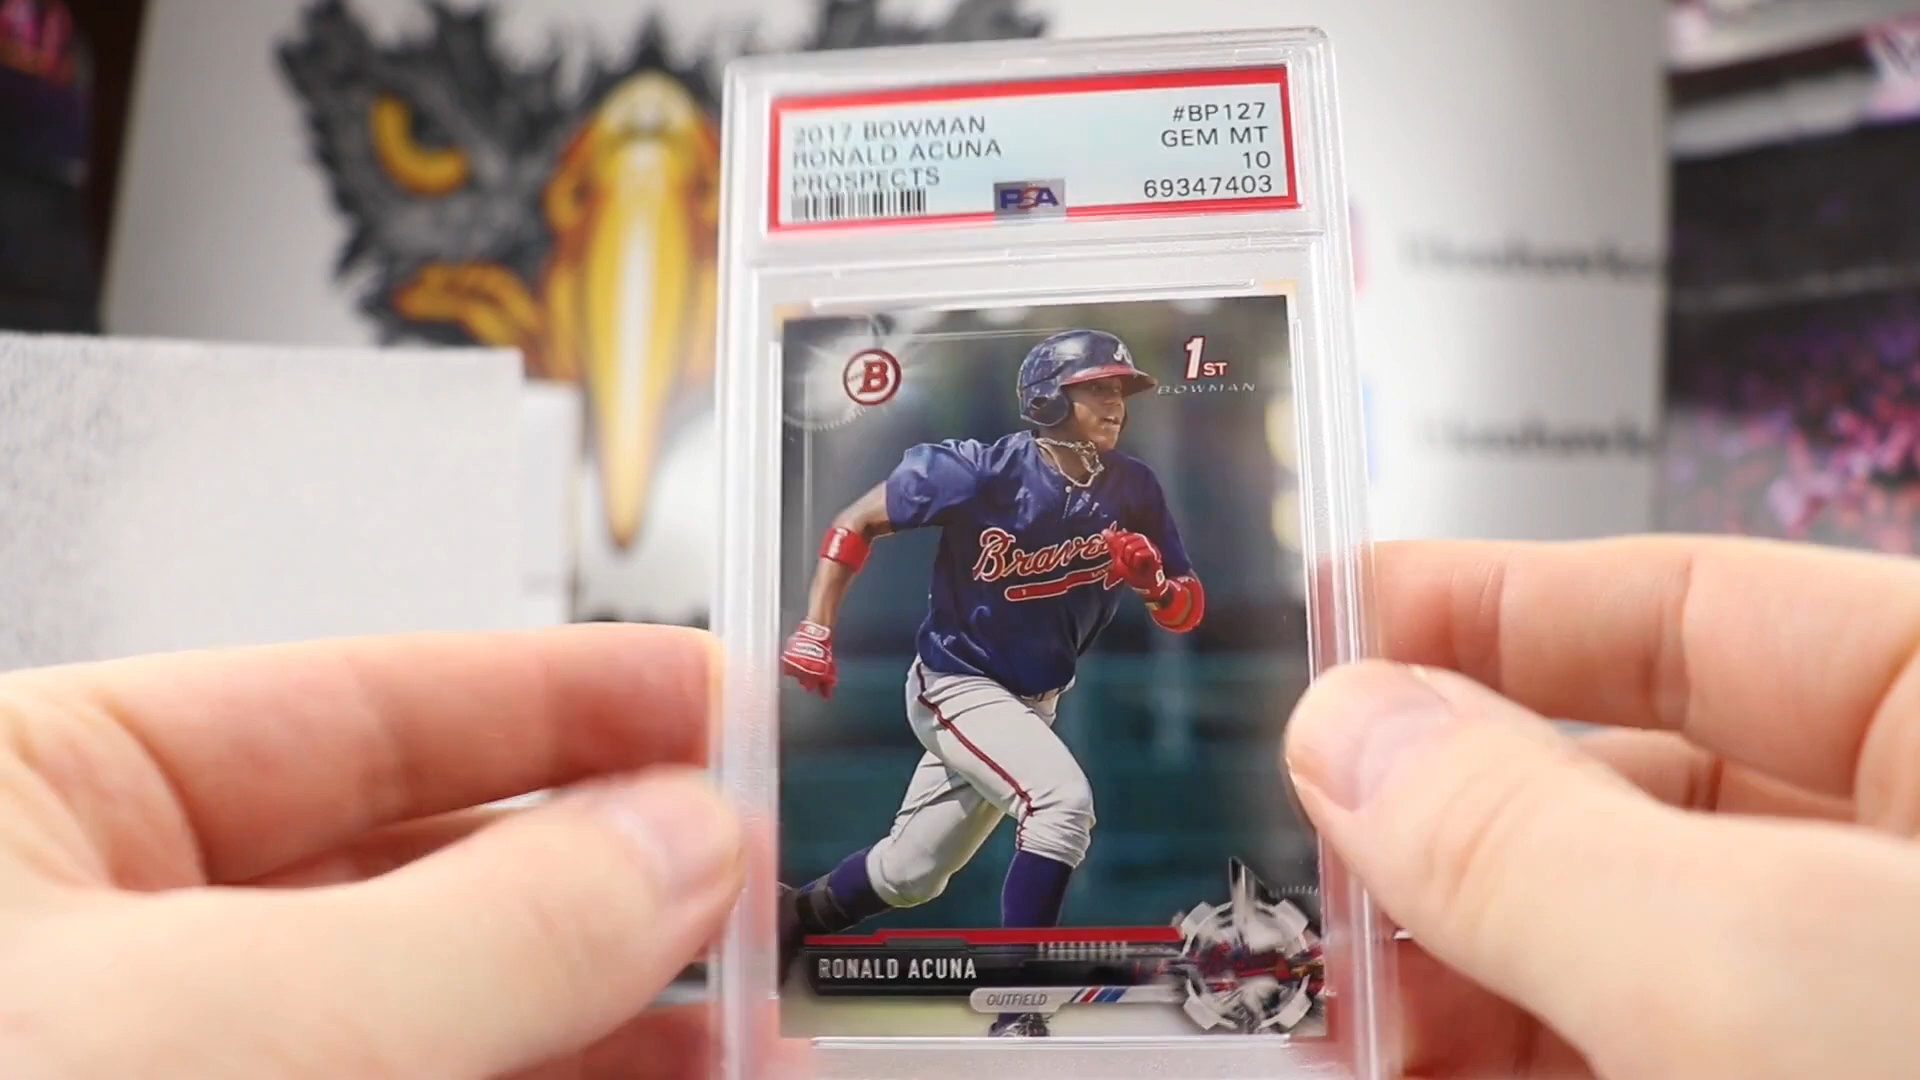 2017 BOWMAN
RONALD ACUNA
PROSPECTS
#BP127
GEM MT
10
69347403
PSA
B
1ST
BOWMAN
Braves
RONALD ACUNA
OUTFIELD